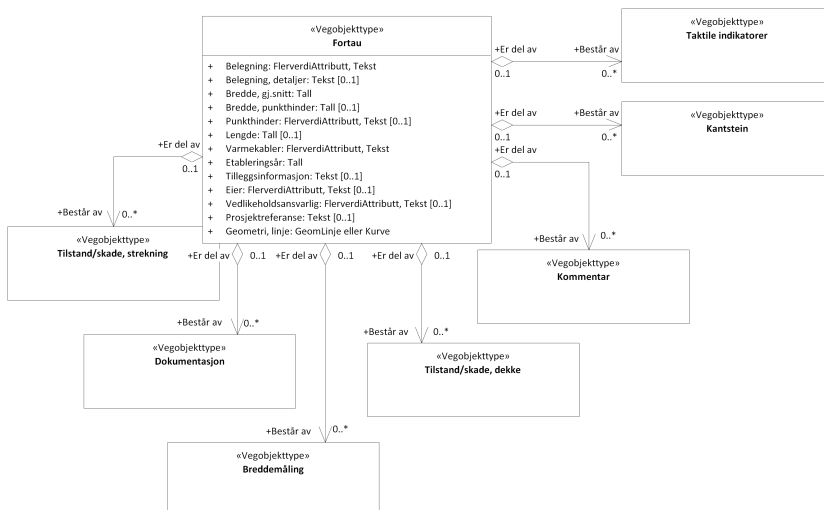 «Vegobjekttype»
Fortau
+ Belegning: FlerverdiAttributt, Tekst
+ Belegning, detaljer: Tekst [0..1]
+ Bredde, gj.snitt: Tall
+ Bredde, punkthinder: Tall [0..1]
+ Punkthinder: FlerverdiAttributt, Tekst [0..1]
+ Lengde: Tall [0..1]
+ Varmekabler: FlerverdiAttributt, Tekst
+ Etableringsår: Tall
+ Tilleggsinformasjon: Tekst [0..1]
+ Eier: FlerverdiAttributt, Tekst [0..1]
+ Vedlikeholdsansvarlig: FlerverdiAttributt, Tekst [0..1]
+ Prosjektreferanse: Tekst [0..1]
+ Geometri, linje: GeomLinje eller Kurve
+Er del av
0..1
+Består av
0..*
«Vegobjekttype»
Taktile indikatorer
+Er del av
0..1
+Består av
0..*
«Vegobjekttype»
Kantstein
+Er del av
0..1
+Består av
0..*
«Vegobjekttype»
Kommentar
+Er del av
0..1
+Består av
0..*
«Vegobjekttype»
Tilstand/skade, strekning
+Er del av
0..1
+Består av
0..*
«Vegobjekttype»
Dokumentasjon
+Er del av
0..1
+Består av
0..*
«Vegobjekttype»
Breddemåling
+Er del av
0..1
+Består av
0..*
«Vegobjekttype»
Tilstand/skade, dekke